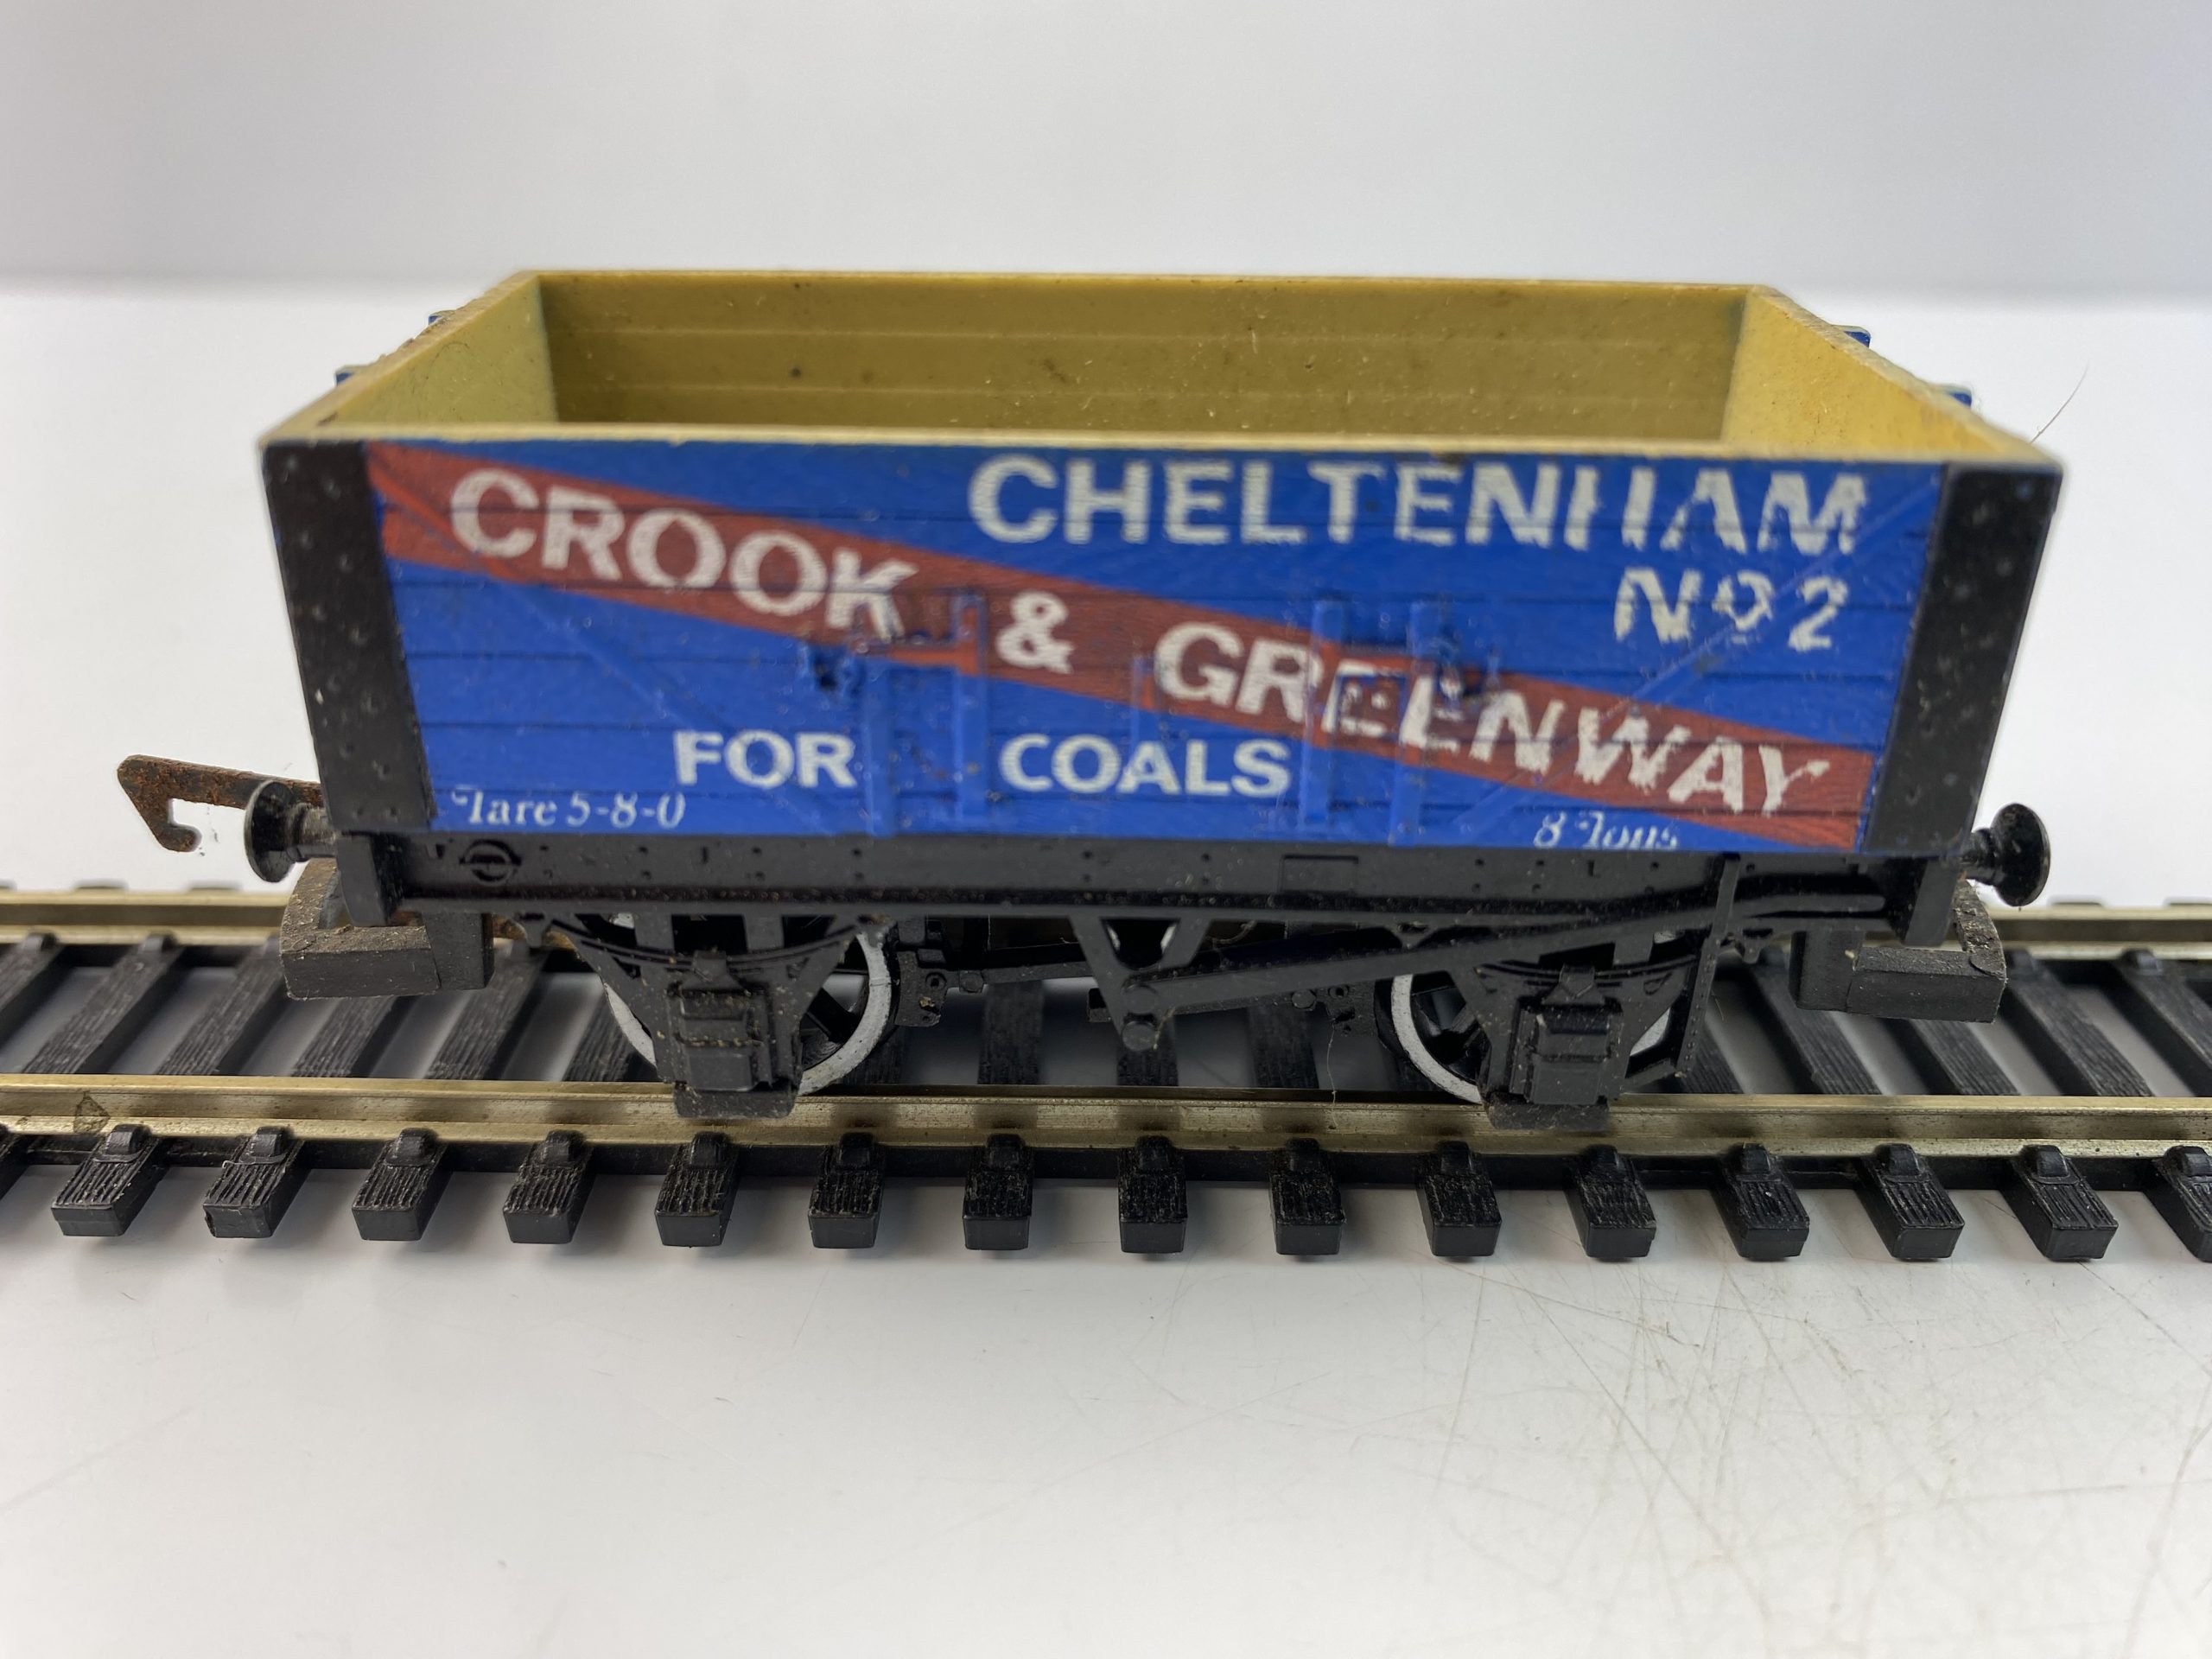 CHELTENHAM
CROOK & GREENWAY
Nº 2
FOR COALS
Tare 5-8-0
8 Tons